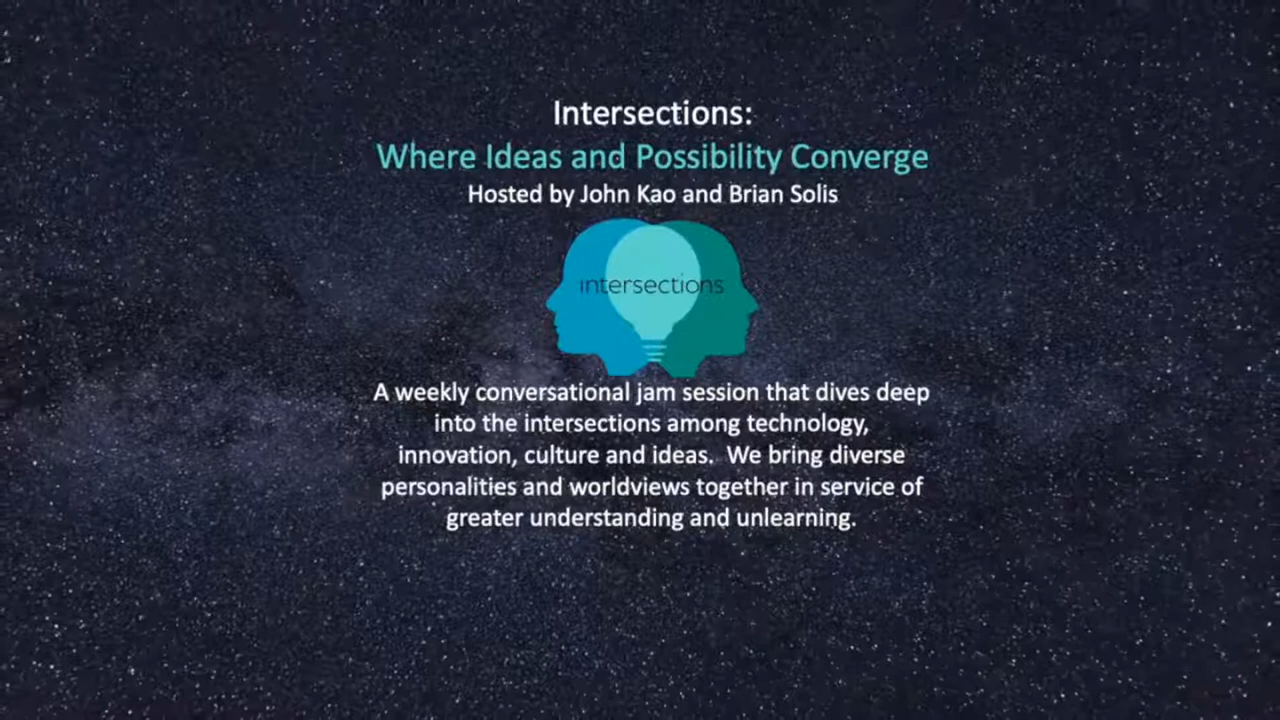 Intersections:
Where Ideas and Possibility Converge
Hosted by John Kao and Brian Solis
intersections
A weekly conversational jam session that dives deep
into the intersections among technology,
innovation, culture and ideas.  We bring diverse
personalities and worldviews together in service of
greater understanding and unlearning.